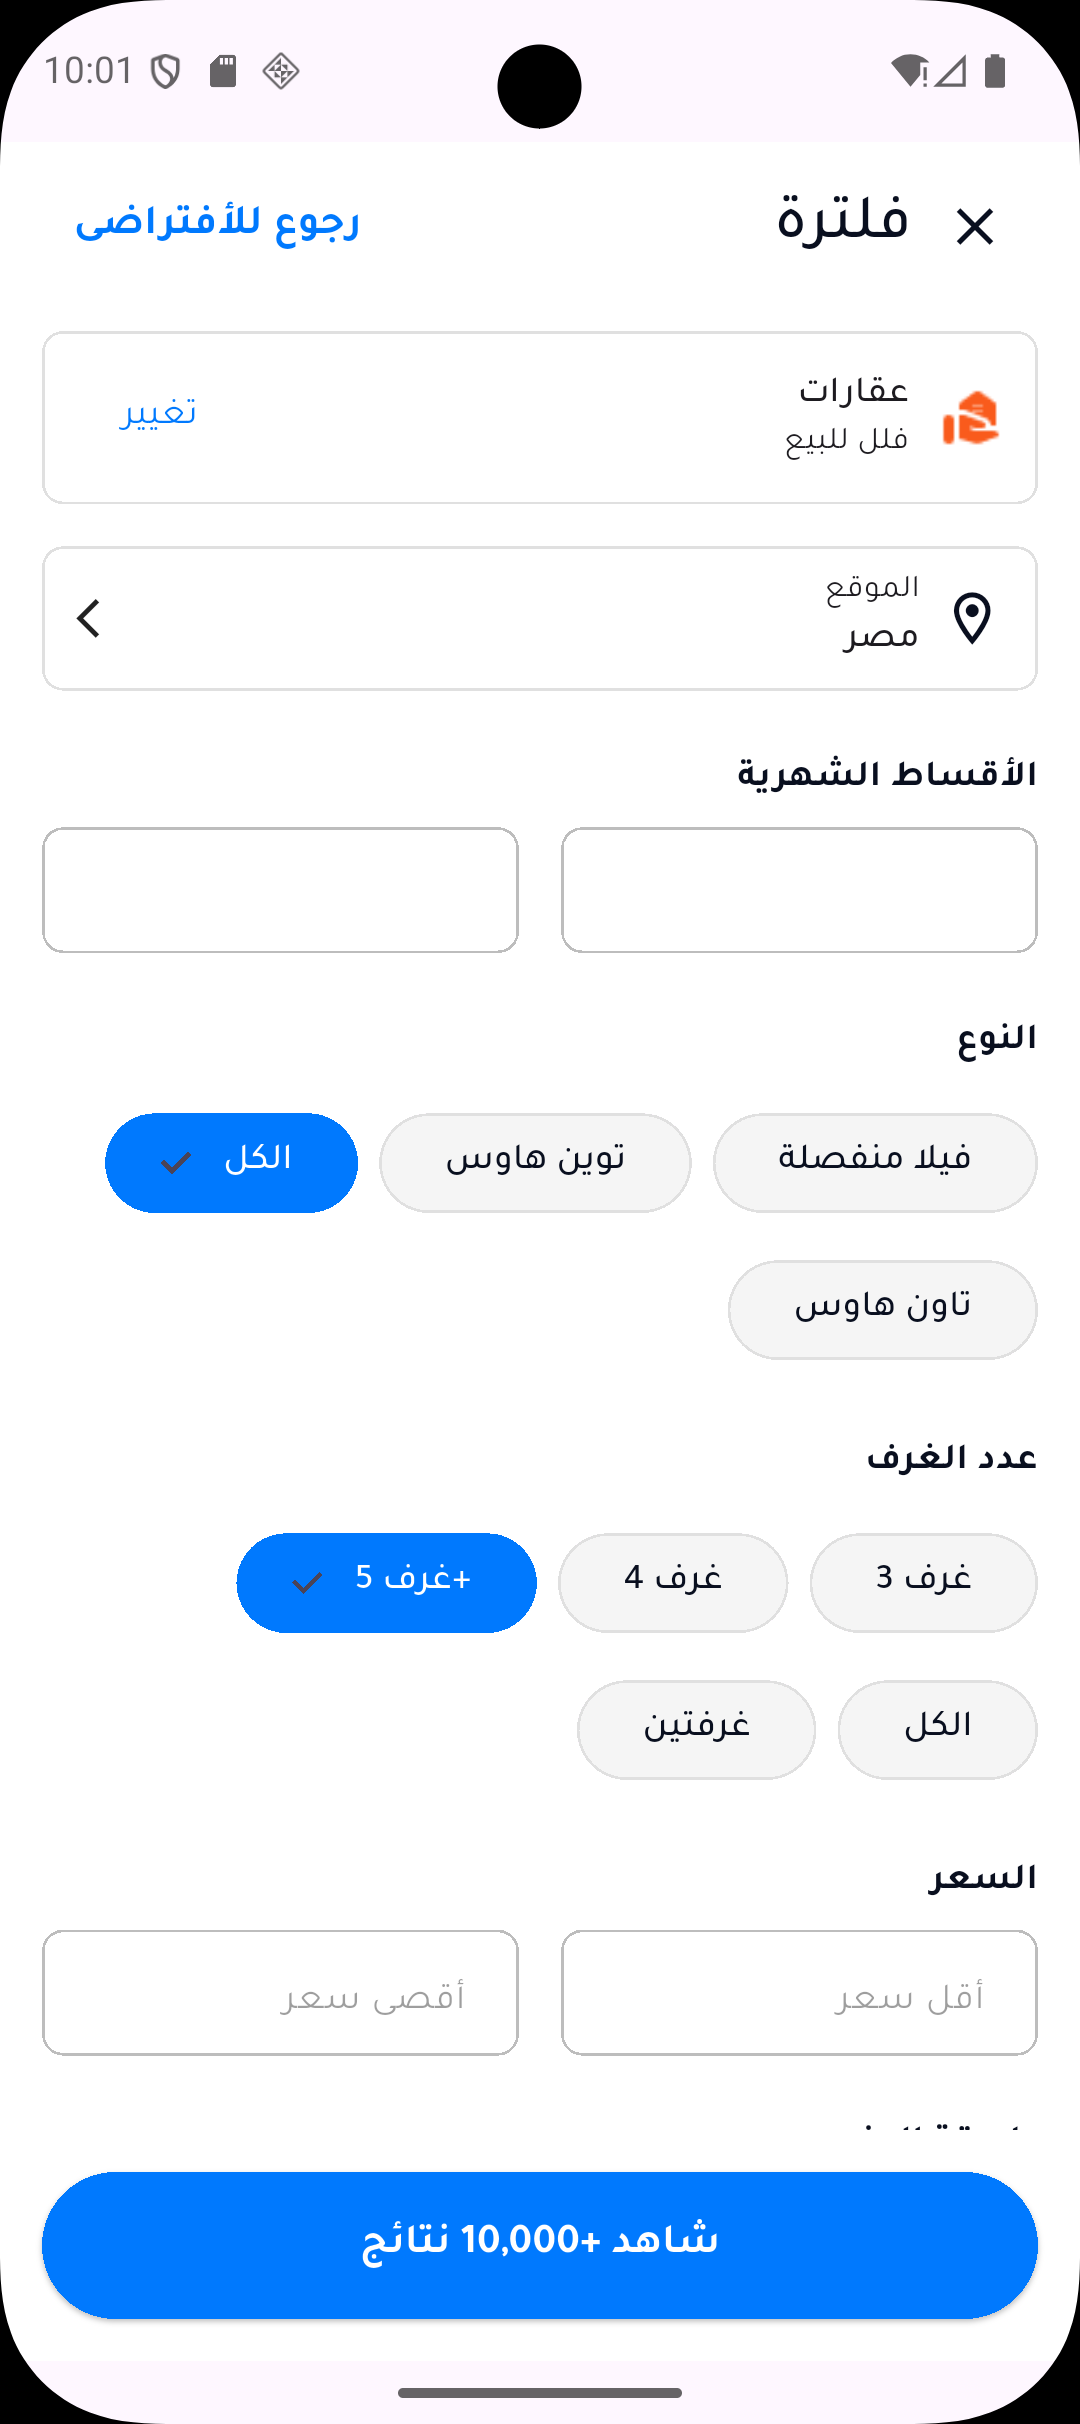 10:01
فلترة
رجوع للأفتراضى
عقارات
فلل للبيع
تغيير
الموقع
مصر
الأقساط الشهرية
النوع
فيلا منفصلة
توين هاوس
الكل
تاون هاوس
عدد الغرف
3 غرف
4 غرف
5 غرف+
الكل
غرفتين
السعر
أقل سعر
أقصى سعر
شاهد +10,000 نتائج